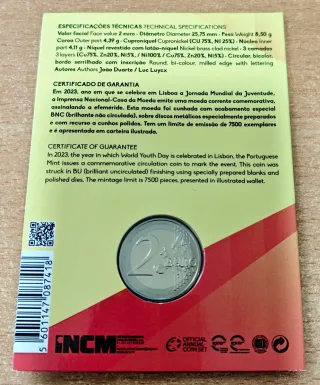 ESPECIFICAÇÕES TÉCNICAS TECHNICAL SPECIFICATIONS
Valor facial Face value 2 euro · Diâmetro Diameter 25,75 mm · Peso Weight 8,50 g
Coroa Outer part 4,39 g · Cuproníquel Cupronickel (CU 75%, NI 25%) · Núcleo Inner
part 4,11 g · Níquel revestido com latão-níquel Nickel brass clad nickel · 3 camadas
3 layers (Cu75%, Zn20%, Ni5%,/ Ni100% / Cu75%, Zn20%, Ni5%) · Circular, bicolor,
bordo serrilhado com inscrição Round, bi-colour, milled edge with lettering
Autores Authors João Duarte / Luc Luycx
CERTIFICADO DE GARANTIA
Em 2023, ano em que se celebra em Lisboa a Jornada Mundial da Juventude,
a Imprensa Nacional-Casa da Moeda emite uma moeda corrente comemorativa,
assinalando a efeméride. Esta moeda foi cunhada com acabamento especial
BNC (brilhante não circulada), sobre discos metálicos especialmente preparados
e com recurso a cunhos polidos. Tem um limite de emissão de 7500 exemplares
e é apresentada em carteira ilustrada.
CERTIFICATE OF GUARANTEE
In 2023, the year in which World Youth Day is celebrated in Lisbon, the Portuguese
Mint issues a commemorative circulation coin to mark the event. This coin was
struck in BU (brilliant uncirculated) finishing using specially prepared blanks and
polished dies. The mintage limit is 7500 pieces, presented in illustrated wallet.
2 EURO
5 601147 087418
INCM
OFFICIAL
ANNUAL
COIN SET